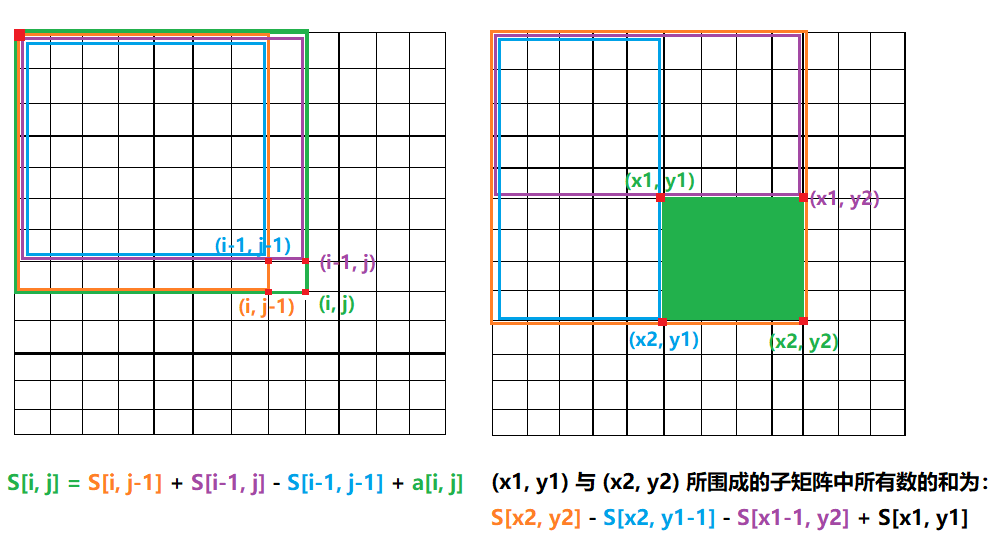 (i-1, j-1)
(i-1, j)
(i, j-1)
(i, j)
S[i, j] = S[i, j-1] + S[i-1, j] - S[i-1, j-1] + a[i, j]
(x1, y1)
(x1, y2)
(x2, y1)
(x2, y2)
(x1, y1) 与 (x2, y2) 所围成的子矩阵中所有数的和为：
S[x2, y2] - S[x2, y1-1] - S[x1-1, y2] + S[x1, y1]